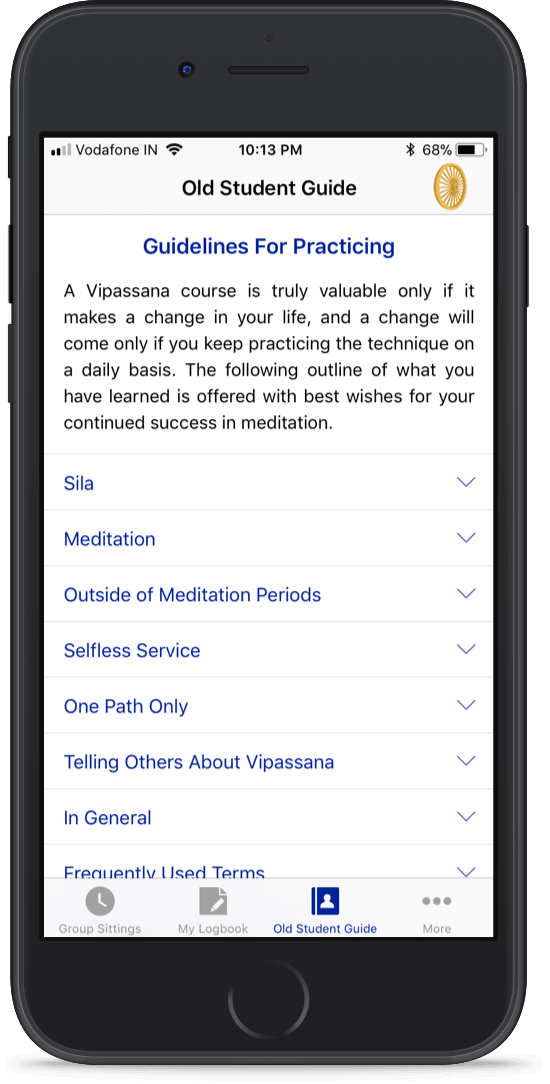 Vodafone IN 10:13 PM 68%
Old Student Guide
Guidelines For Practicing
A Vipassana course is truly valuable only if it
makes a change in your life, and a change will
come only if you keep practicing the technique on
a daily basis. The following outline of what you
have learned is offered with best wishes for your
continued success in meditation.
Sila
Meditation
Outside of Meditation Periods
Selfless Service
One Path Only
Telling Others About Vipassana
In General
Frequently Used Terms
Group Sittings My Logbook Old Student Guide More